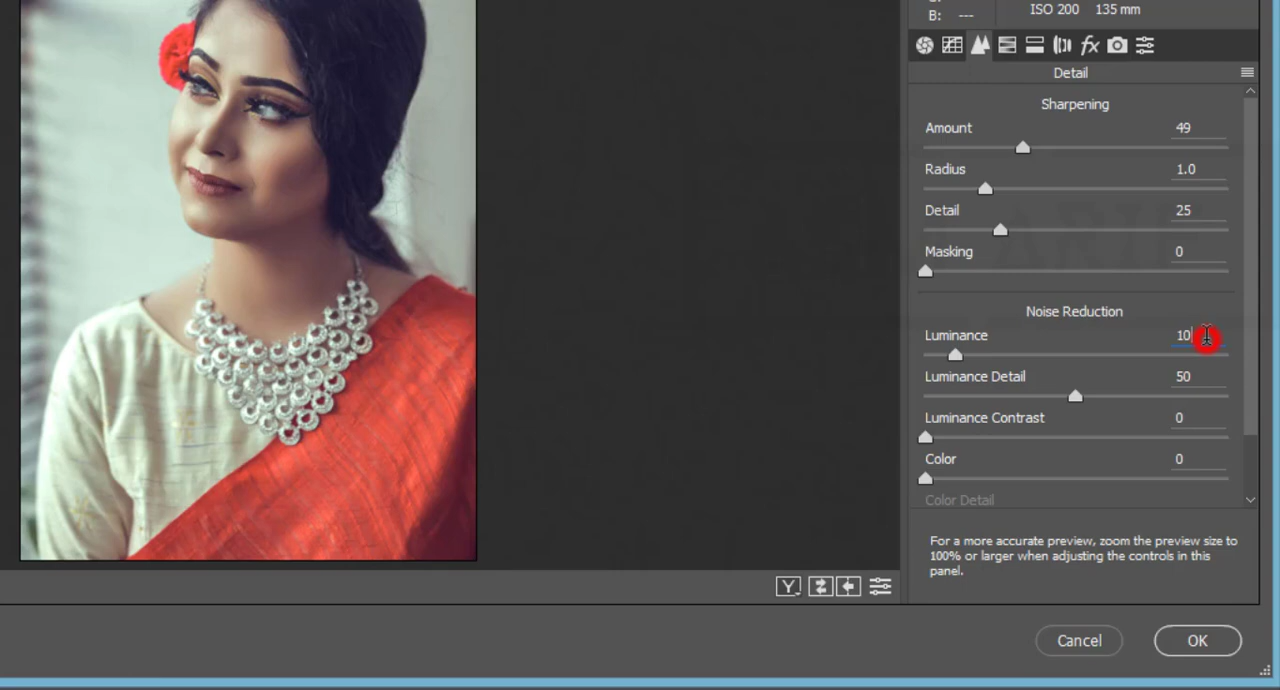 B: ---
ISO 200 135 mm
fx
Detail
Sharpening
Amount 49
Radius 1.0
Detail 25
Masking 0
Noise Reduction
Luminance 10
Luminance Detail 50
Luminance Contrast 0
Color 0
Color Detail
For a more accurate preview, zoom the preview size to
100% or larger when adjusting the controls in this
panel.
Y
Cancel OK